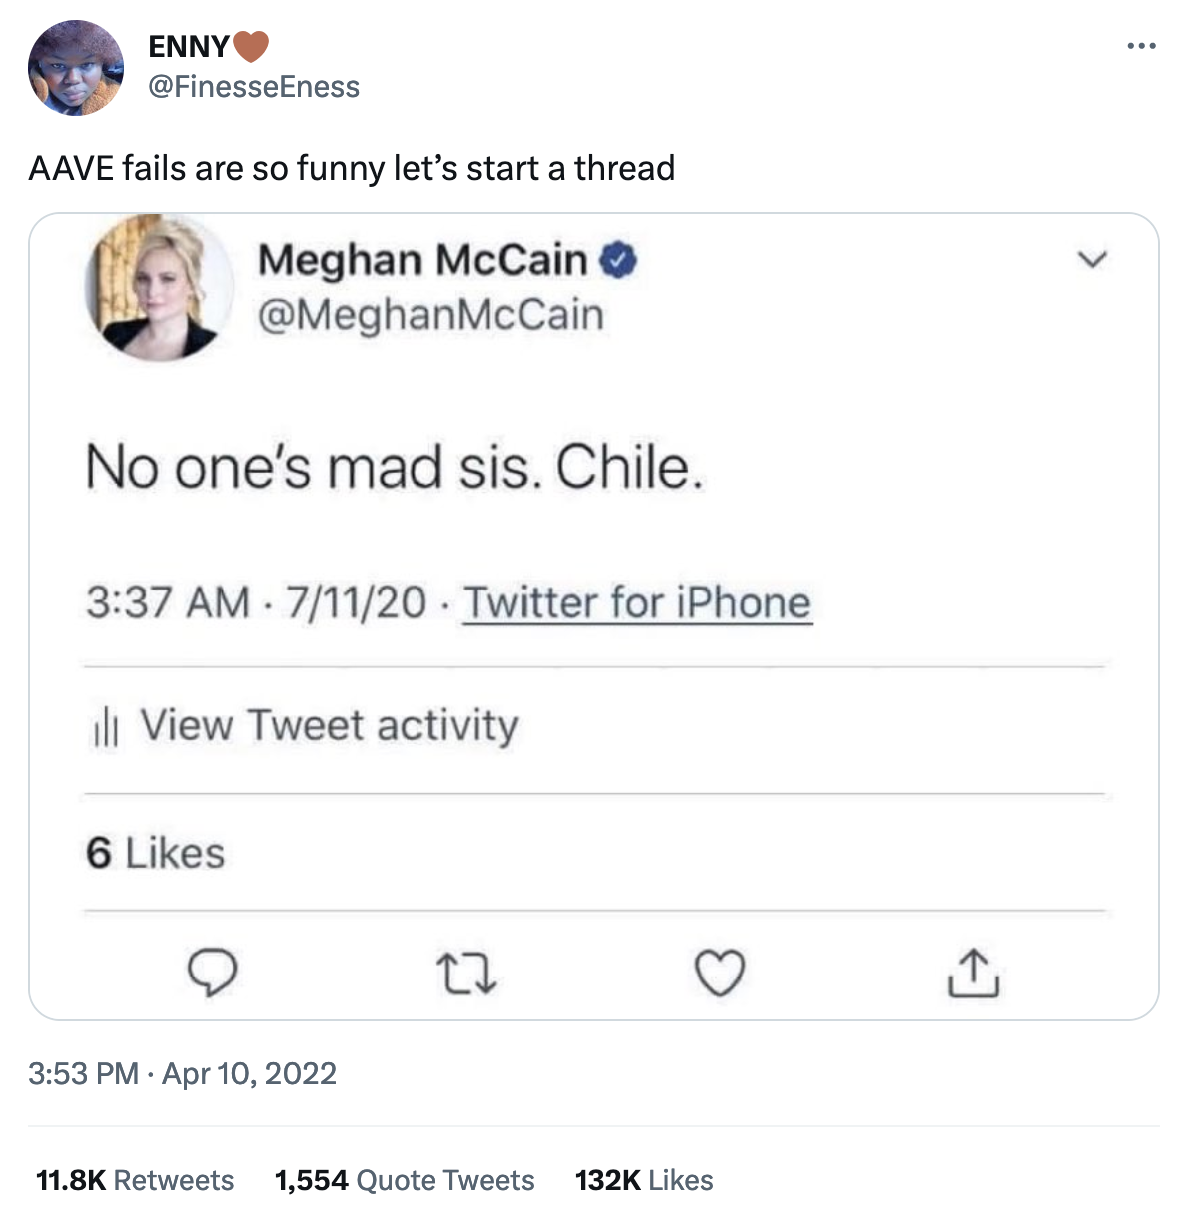 ENNY🤎
@FinesseEness
AAVE fails are so funny let’s start a thread
Meghan McCain
@MeghanMcCain
No one's mad sis. Chile.
3:37 AM · 7/11/20 · Twitter for iPhone
View Tweet activity
6 Likes
3:53 PM · Apr 10, 2022
11.8K Retweets 1,554 Quote Tweets 132K Likes